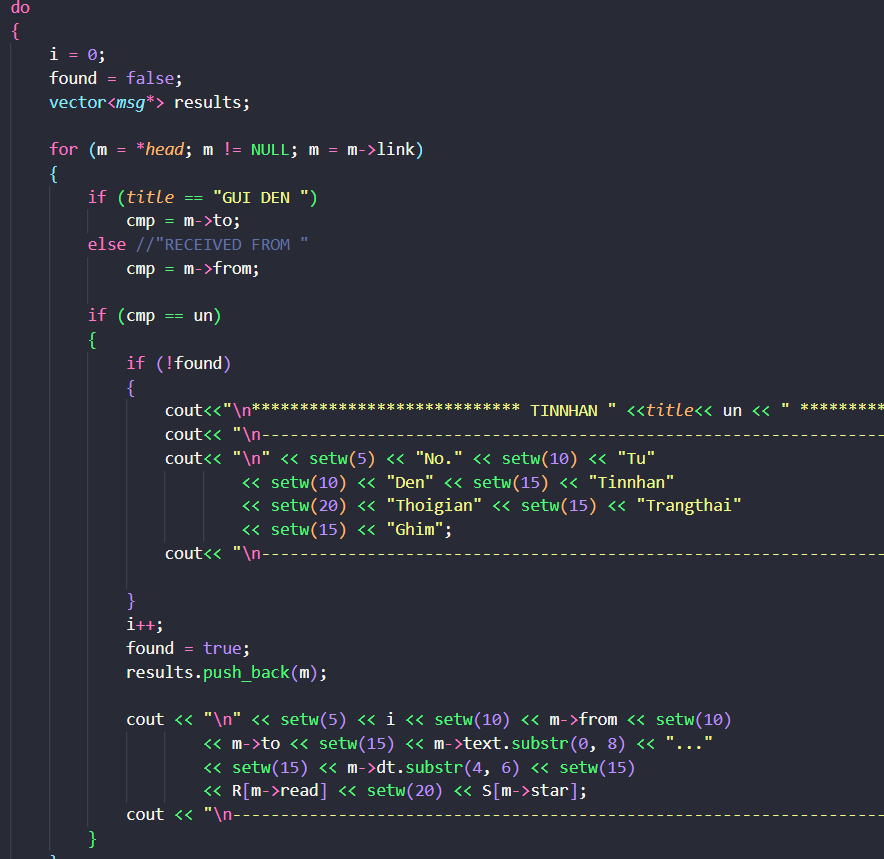 do
{
    i = 0;
    found = false;
    vector<msg*> results;

    for (m = *head; m != NULL; m = m->link)
    {
        if (title == "GUI DEN ")
            cmp = m->to;
        else //"RECEIVED FROM "
            cmp = m->from;

        if (cmp == un)
        {
            if (!found)
            {
                cout<<"\n**************************** TINNHAN " <<title<< un << " *********
                cout<< "\n-----------------------------------------------------------------
                cout<< "\n" << setw(5) << "No." << setw(10) << "Tu"
                        << setw(10) << "Den" << setw(15) << "Tinnhan"
                        << setw(20) << "Thoigian" << setw(15) << "Trangthai"
                        << setw(15) << "Ghim";
                cout<< "\n-----------------------------------------------------------------

            }
            i++;
            found = true;
            results.push_back(m);

            cout << "\n" << setw(5) << i << setw(10) << m->from << setw(10)
                    << m->to << setw(15) << m->text.substr(0, 8) << "..."
                    << setw(15) << m->dt.substr(4, 6) << setw(15)
                    << R[m->read] << setw(20) << S[m->star];
            cout << "\n--------------------------------------------------------------------
        }